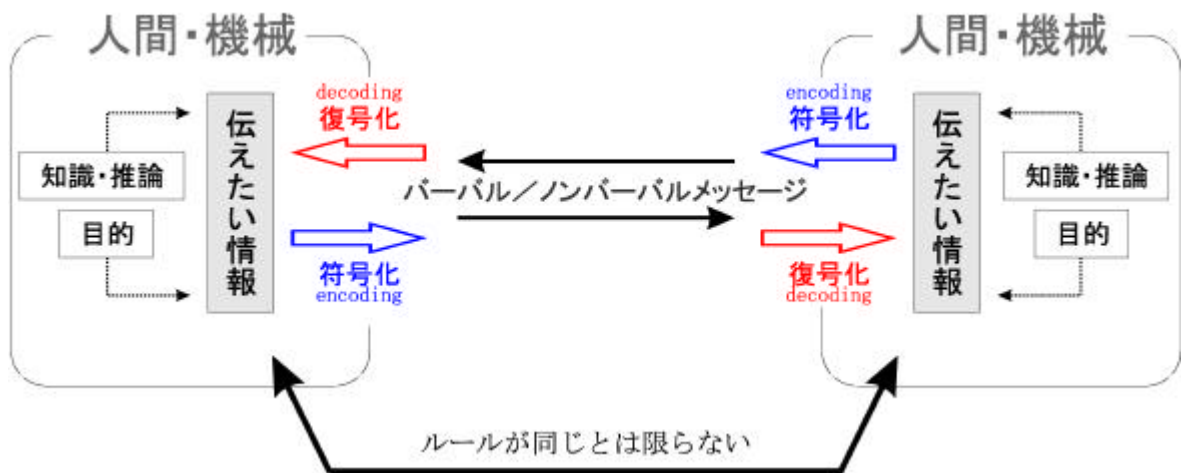 人間・機械
人間・機械
decoding
復号化
encoding
符号化
伝えたい情報
知識・推論
目的
バーバル／ノンバーバルメッセージ
伝えたい情報
知識・推論
目的
符号化
encoding
復号化
decoding
ルールが同じとは限らない